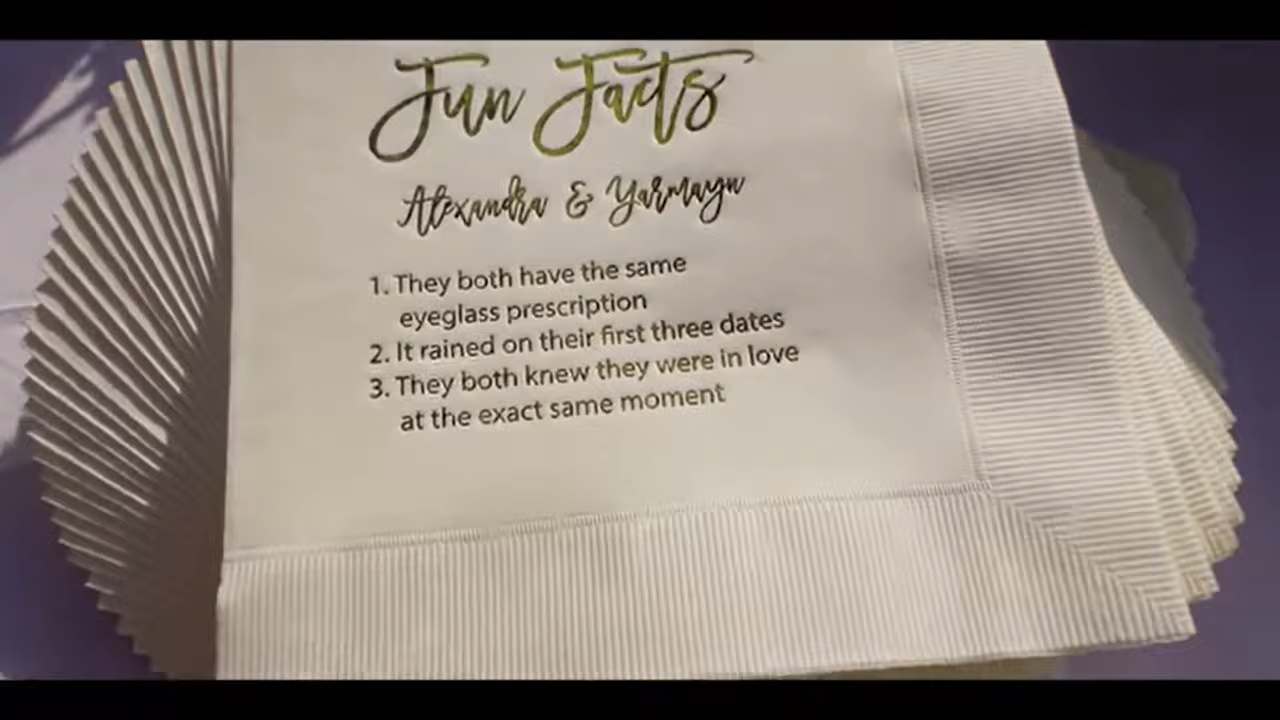 Fun Facts
Alexandra & Yarmayn
1. They both have the same
eyeglass prescription
2. It rained on their first three dates
3. They both knew they were in love
at the exact same moment